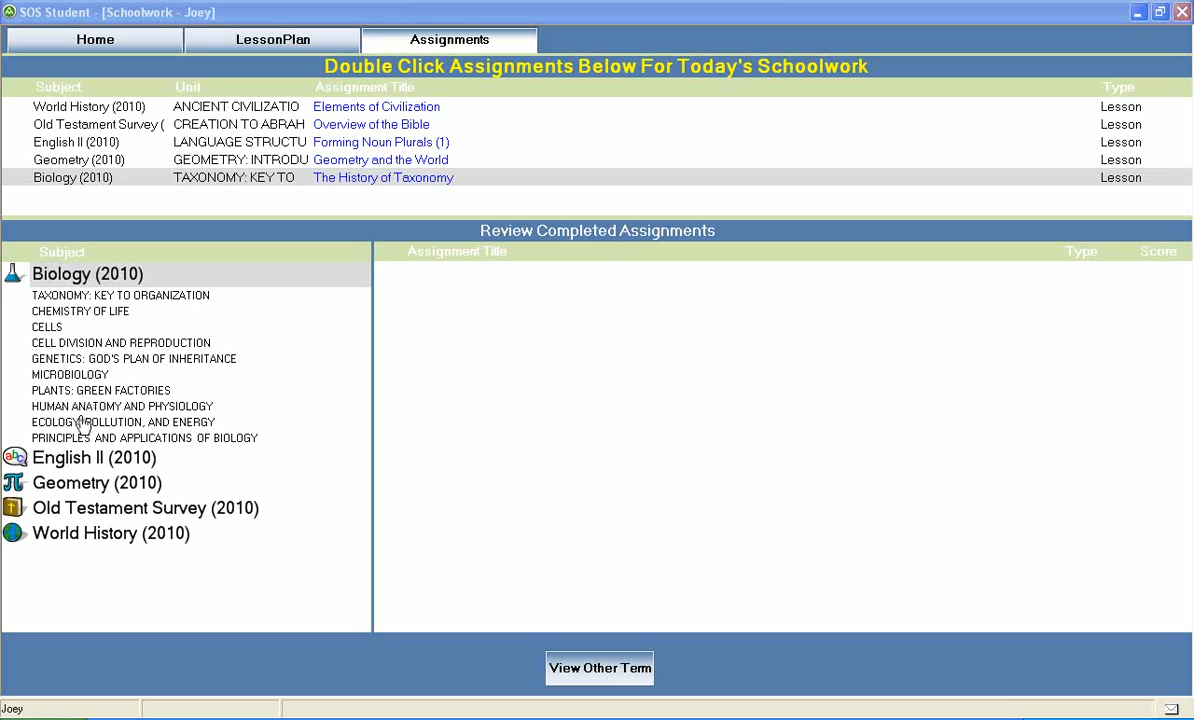 SOS Student - [Schoolwork - Joey]
Home LessonPlan Assignments
Double Click Assignments Below For Today's Schoolwork
Subject Unit Assignment Title Type
World History (2010) ANCIENT CIVILIZATIO Elements of Civilization Lesson
Old Testament Survey ( CREATION TO ABRAH Overview of the Bible Lesson
English II (2010) LANGUAGE STRUCTU Forming Noun Plurals (1) Lesson
Geometry (2010) GEOMETRY: INTRODU Geometry and the World Lesson
Biology (2010) TAXONOMY: KEY TO The History of Taxonomy Lesson
Review Completed Assignments
Subject Assignment Title Type Score
Biology (2010)
TAXONOMY: KEY TO ORGANIZATION
CHEMISTRY OF LIFE
CELLS
CELL DIVISION AND REPRODUCTION
GENETICS: GOD'S PLAN OF INHERITANCE
MICROBIOLOGY
PLANTS: GREEN FACTORIES
HUMAN ANATOMY AND PHYSIOLOGY
ECOLOGY, POLLUTION, AND ENERGY
PRINCIPLES AND APPLICATIONS OF BIOLOGY
abc English II (2010)
Geometry (2010)
Old Testament Survey (2010)
World History (2010)
View Other Term
Joey